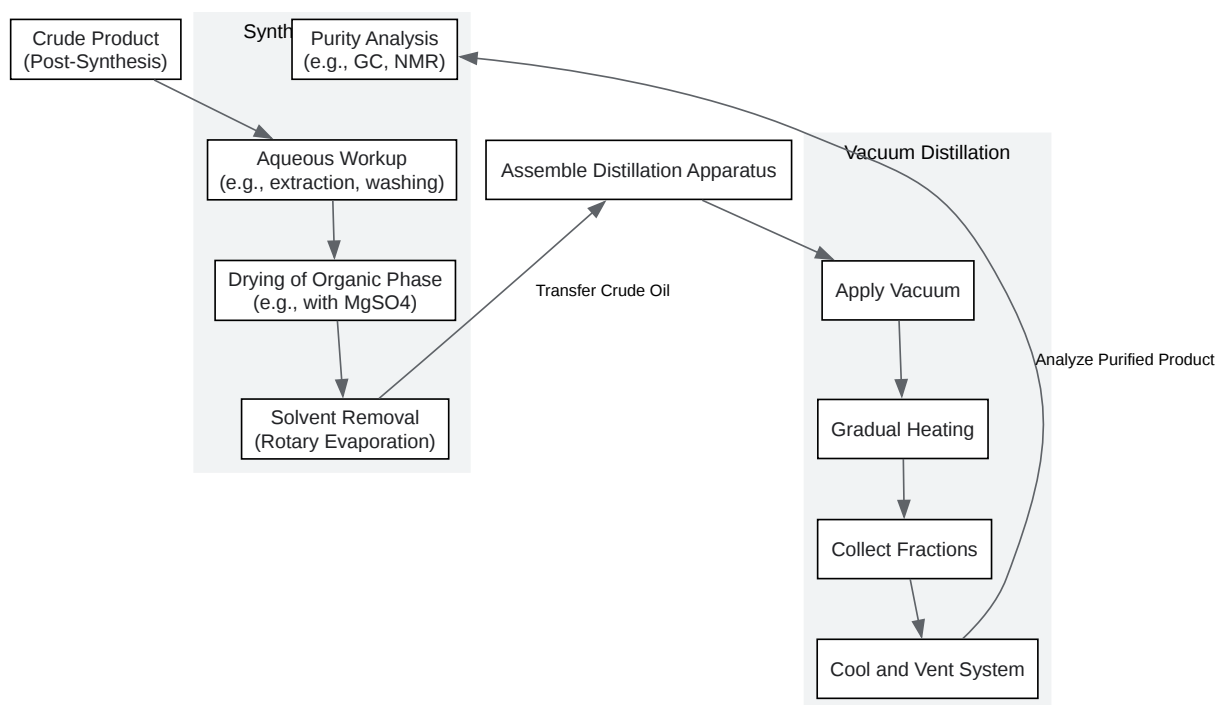 Crude Product
(Post-Synthesis)
Synth
Purity Analysis
(e.g., GC, NMR)
Aqueous Workup
(e.g., extraction, washing)
Drying of Organic Phase
(e.g., with MgSO4)
Solvent Removal
(Rotary Evaporation)
Assemble Distillation Apparatus
Transfer Crude Oil
Vacuum Distillation
Apply Vacuum
Gradual Heating
Collect Fractions
Cool and Vent System
Analyze Purified Product